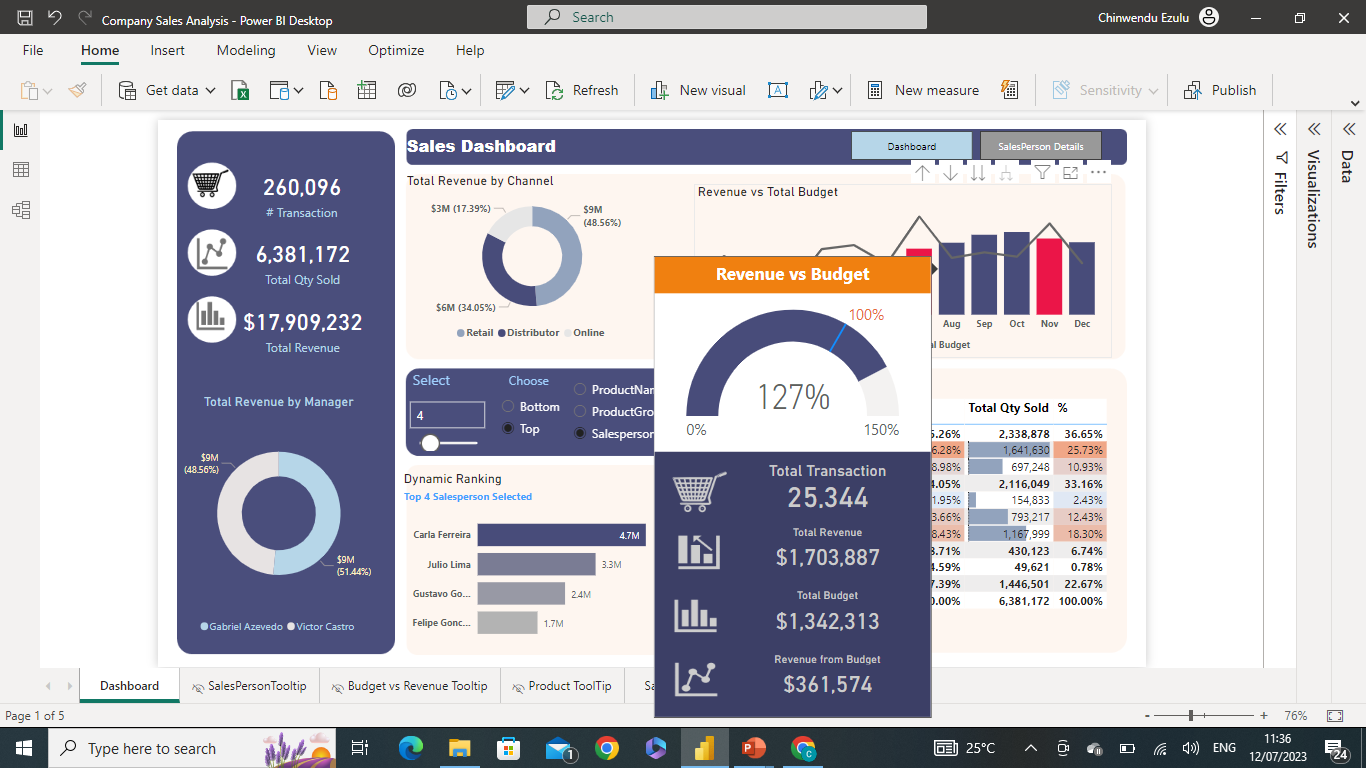 Company Sales Analysis - Power BI Desktop
Search
Chinwendu Ezulu
File Home Insert Modeling View Optimize Help
Get data
Refresh
New visual
New measure
Sensitivity
Publish
260,096
# Transaction
6,381,172
Total Qty Sold
$17,909,232
Total Revenue
Total Revenue by Manager
$9M
(48.56%)
$9M
(51.44%)
Gabriel Azevedo Victor Castro
Sales Dashboard
Dashboard
SalesPerson Details
Total Revenue by Channel
$3M (17.39%)
$9M
(48.56%)
$6M (34.05%)
Retail Distributor Online
Revenue vs Total Budget
Aug Sep Oct Nov Dec
al Budget
Select
4
Choose
Bottom
Top
ProductNar
ProductGro
Salesperson
Dynamic Ranking
Top 4 Salesperson Selected
Carla Ferreira 4.7M
Julio Lima 3.3M
Gustavo Go... 2.4M
Felipe Gonc... 1.7M
Revenue vs Budget
100%
127%
0% 150%
Total Transaction
25,344
Total Revenue
$1,703,887
Total Budget
$1,342,313
Revenue from Budget
$361,574
Total Qty Sold %
5.26% 2,338,878 36.65%
6.28% 1,641,630 25.73%
8.98% 697,248 10.93%
4.05% 2,116,049 33.16%
1.95% 154,833 2.43%
3.66% 793,217 12.43%
8.43% 1,167,999 18.30%
8.71% 430,123 6.74%
4.59% 49,621 0.78%
7.39% 1,446,501 22.67%
0.00% 6,381,172 100.00%
Filters
Visualizations
Data
Dashboard
SalesPersonTooltip
Budget vs Revenue Tooltip
Product ToolTip
Sa
Page 1 of 5
- + 76%
Type here to search
1
25°C
ENG
11:36
12/07/2023
24